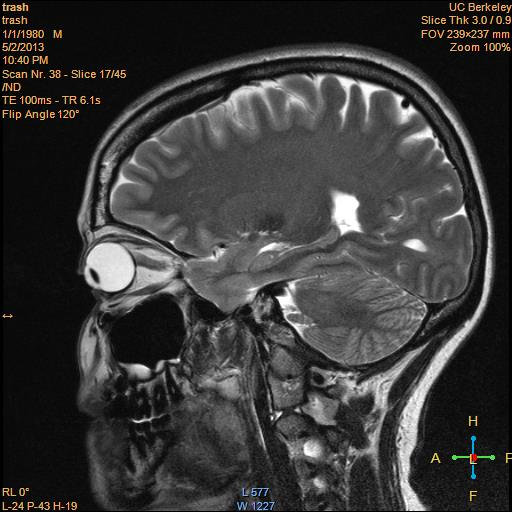 trash
trash
1/1/1980 M
5/2/2013
10:40 PM
Scan Nr. 38 - Slice 17/45
/ND
TE 100ms - TR 6.1s
Flip Angle 120°
UC Berkeley
Slice Thk 3.0 / 0.9
FOV 239×237 mm
Zoom 100%
H
A
L
P
F
RL 0°
L-24 P-43 H-19
L 577
W 1227